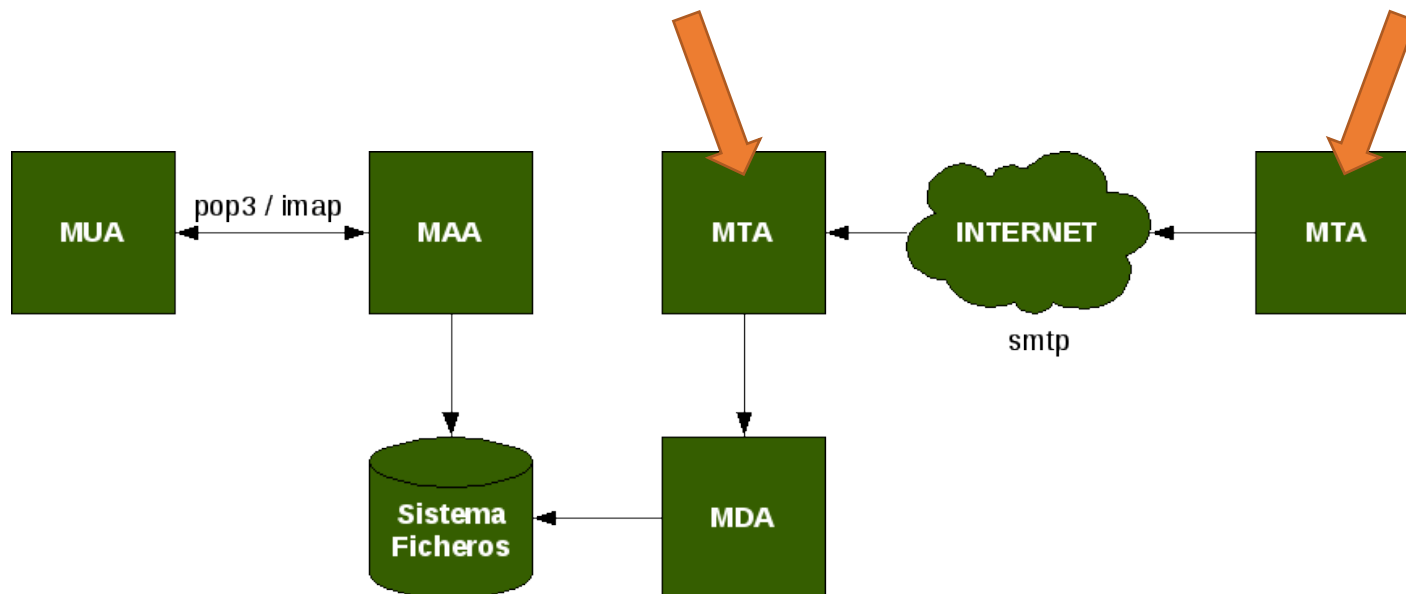 MUA
pop3 / imap
MAA
MTA
INTERNET
smtp
MTA
Sistema
Ficheros
MDA